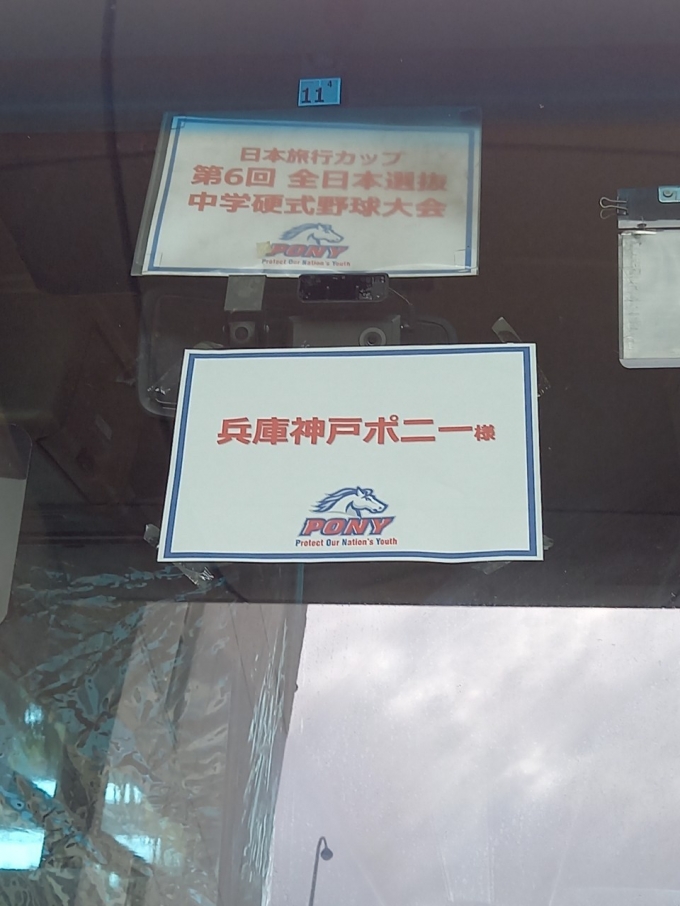 11 4
日本旅行カップ
第6回 全日本選抜
中学硬式野球大会
PONY
Protect Our Nation's Youth
兵庫神戸ポニー様
PONY
Protect Our Nation's Youth